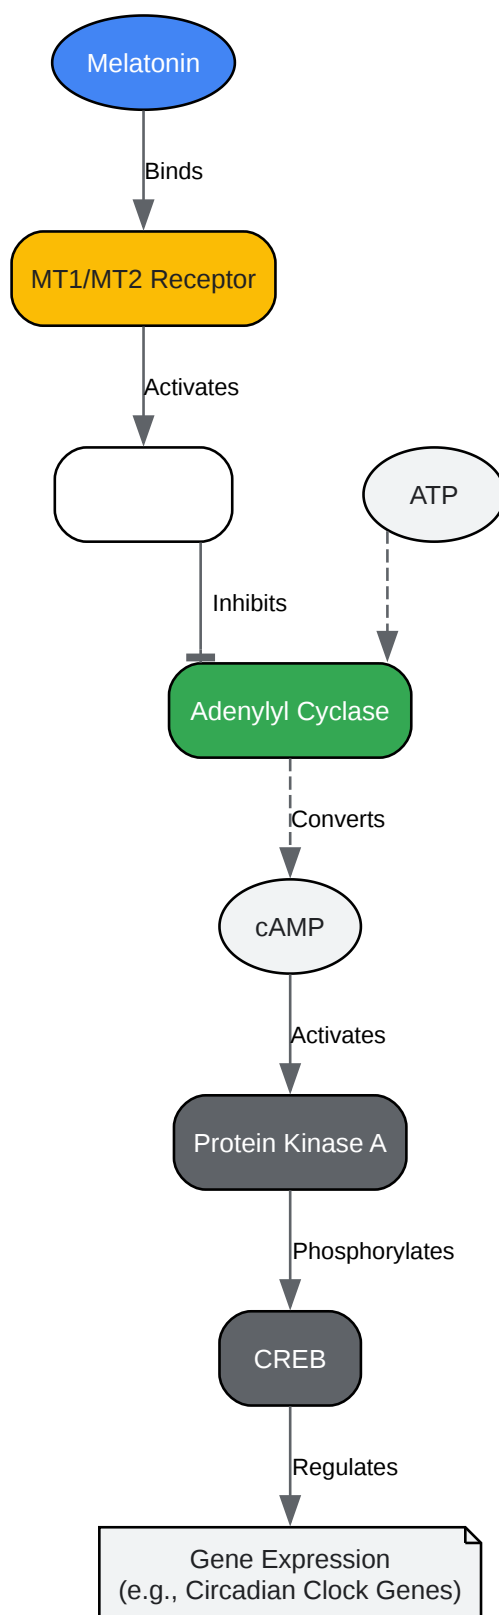 Melatonin
Binds
MT1/MT2 Receptor
Activates
ATP
Inhibits
Adenylyl Cyclase
Converts
cAMP
Activates
Protein Kinase A
Phosphorylates
CREB
Regulates
Gene Expression
(e.g., Circadian Clock Genes)